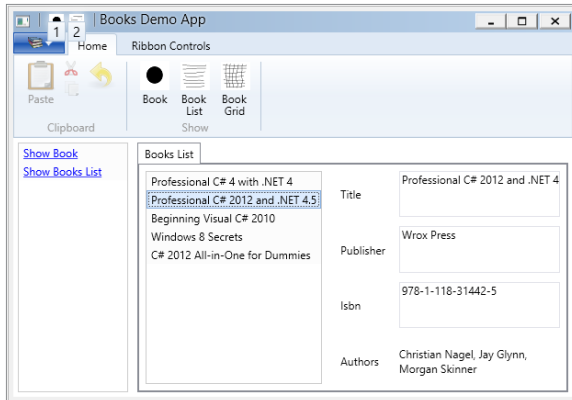 Books Demo App
1 2
Home Ribbon Controls
Paste
Book
Book List
Book Grid
Clipboard
Show
Show Book
Show Books List
Books List
Professional C# 4 with .NET 4
Professional C# 2012 and .NET 4.5
Beginning Visual C# 2010
Windows 8 Secrets
C# 2012 All-in-One for Dummies
Title
Professional C# 2012 and .NET 4
Publisher
Wrox Press
Isbn
978-1-118-31442-5
Authors
Christian Nagel, Jay Glynn,
Morgan Skinner